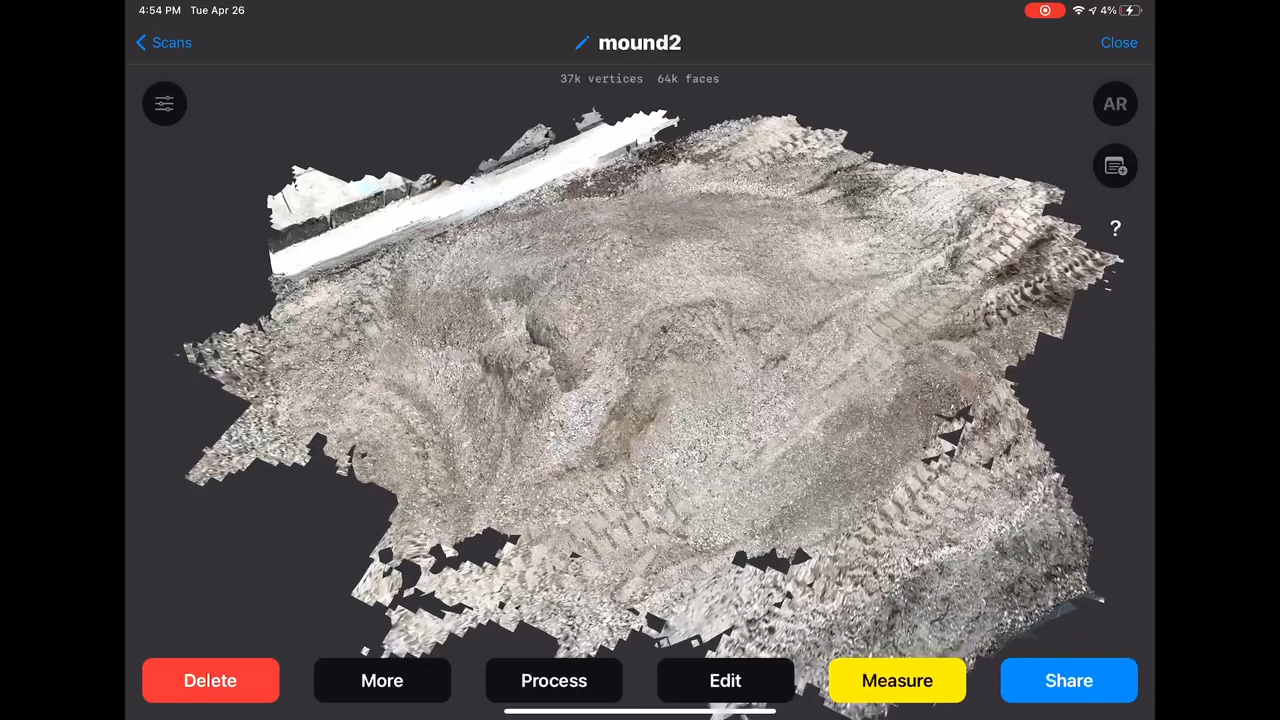 4:54 PM Tue Apr 26
4%
Scans
mound2
Close
37k vertices 64k faces
AR
?
Delete
More
Process
Edit
Measure
Share